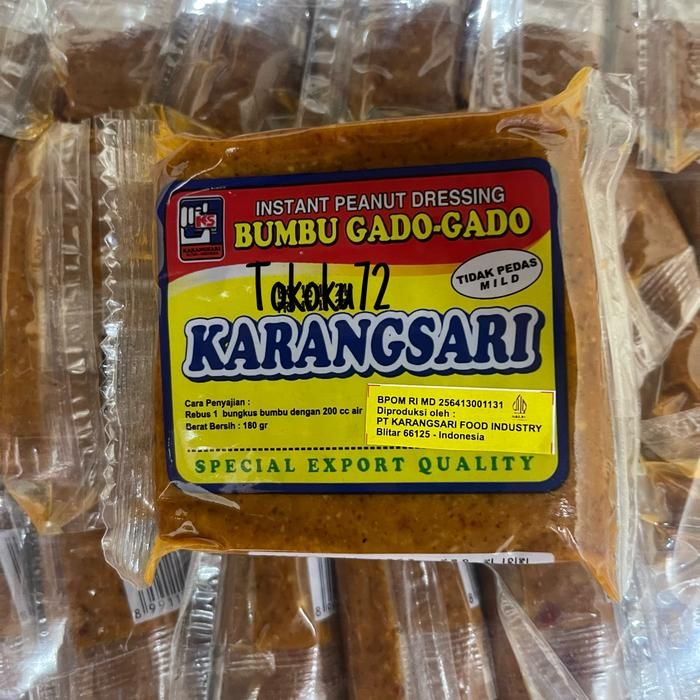 INSTANT PEANUT DRESSING
BUMBU GADO-GADO
KS
KARANGSARI
TIDAK PEDAS
MILD
KARANGSARI
Cara Penyajian :
Rebus 1 bungkus bumbu dengan 200 cc air
Berat Bersih : 180 gr
BPOM RI MD 256413001131
Diproduksi oleh :
PT KARANGSARI FOOD INDUSTRY
Blitar 66125 - Indonesia
SPECIAL EXPORT QUALITY